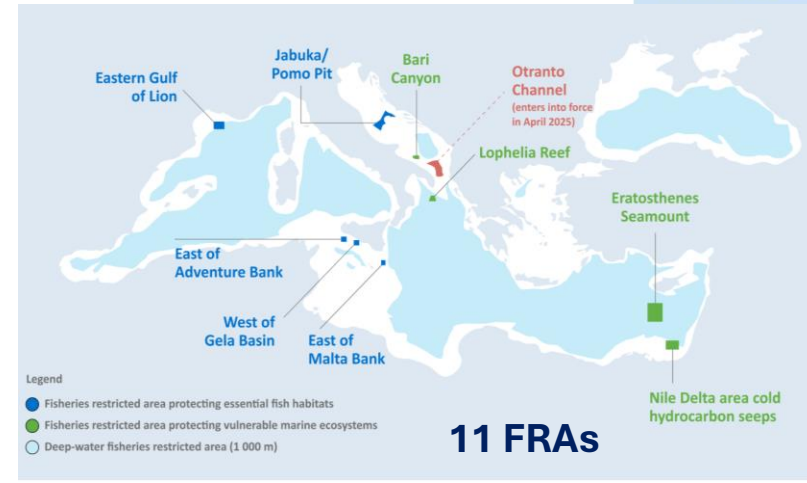 Eastern Gulf
of Lion
Jabuka/
Pomo Pit
Bari
Canyon
Otranto
Channel
(enters into force
in April 2025)
Lophelia Reef
Eratosthenes
Seamount
East of
Adventure Bank
West of
Gela Basin
East of
Malta Bank
Nile Delta area cold
hydrocarbon seeps
Legend
Fisheries restricted area protecting essential fish habitats
Fisheries restricted area protecting vulnerable marine ecosystems
Deep-water fisheries restricted area (1 000 m)
11 FRAs